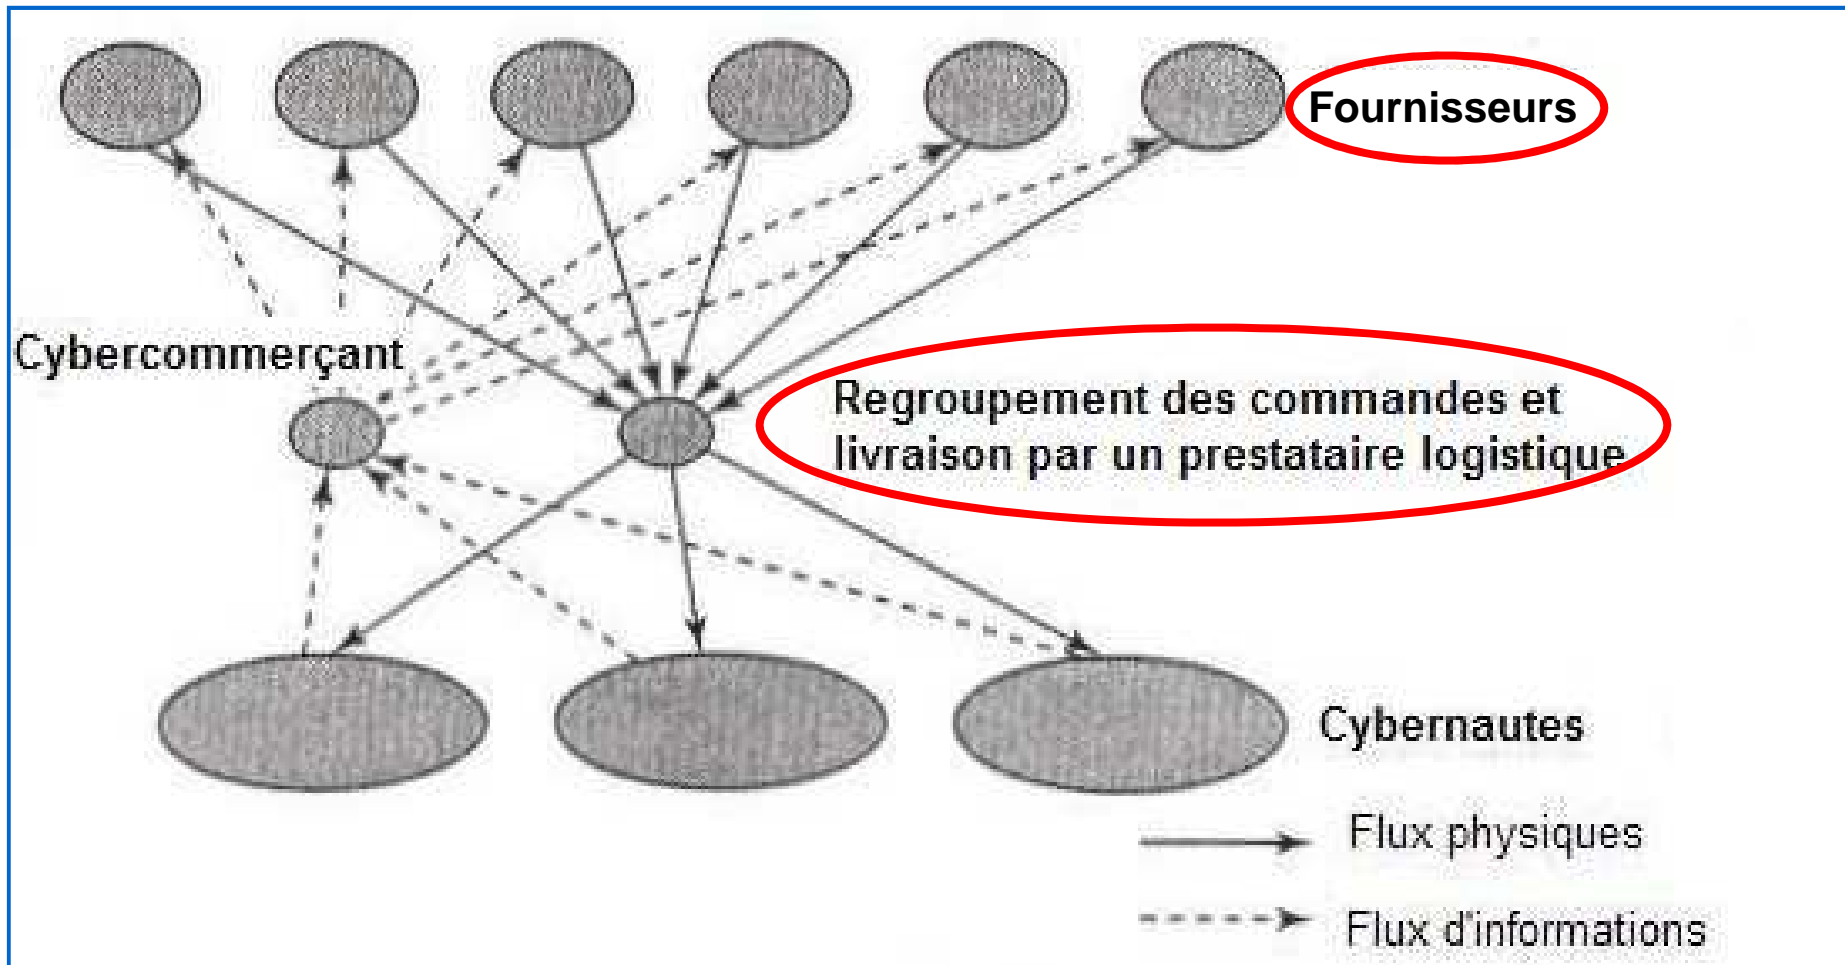 Fournisseurs
Cybercommerçant
Regroupement des commandes et
livraison par un prestataire logistique
Cybernautes
Flux physiques
Flux d'informations